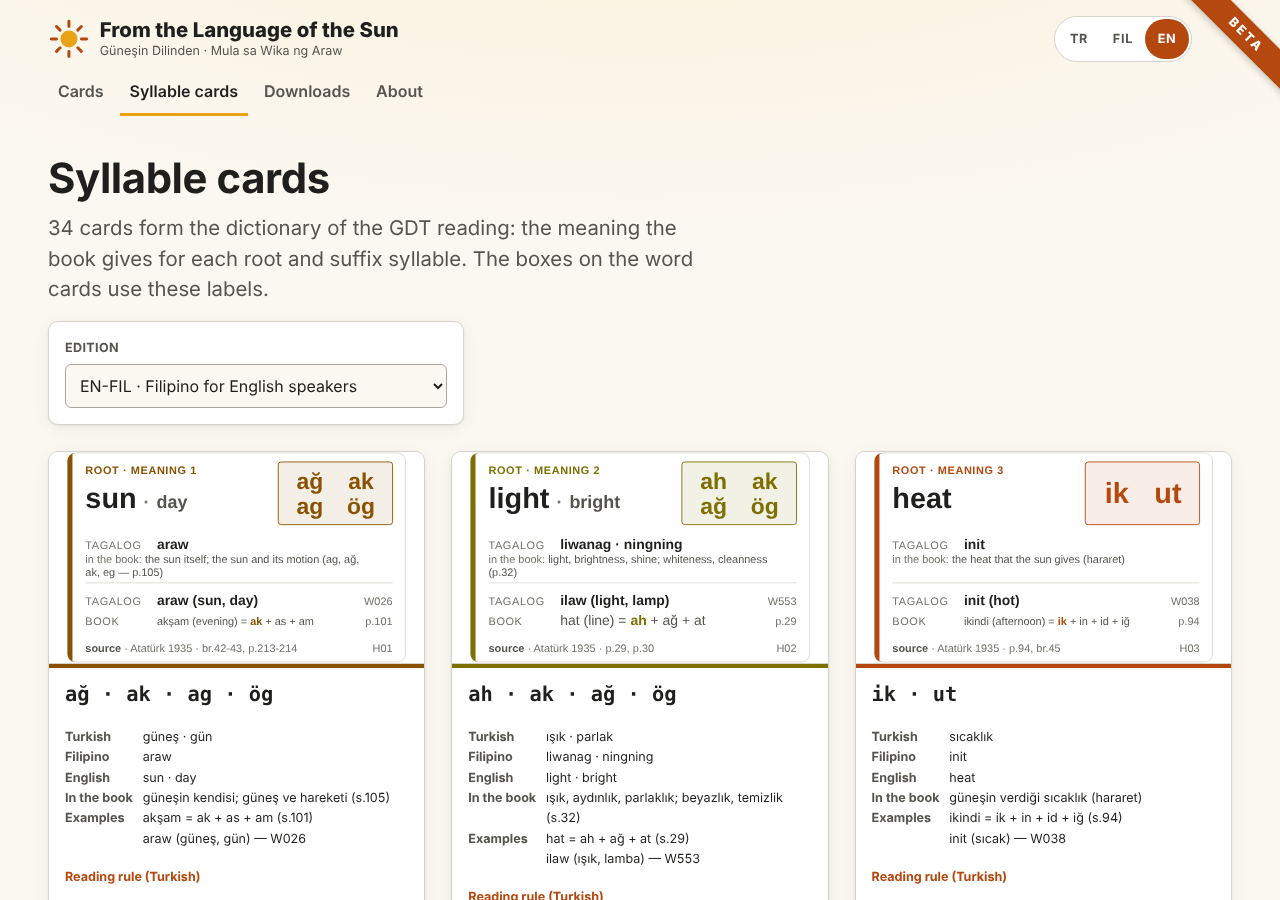 From the Language of the Sun
Güneşin Dilinden · Mula sa Wika ng Araw
TR FIL EN
BETA
Cards Syllable cards Downloads About
Syllable cards
34 cards form the dictionary of the GDT reading: the meaning the
book gives for each root and suffix syllable. The boxes on the word
cards use these labels.
EDITION
EN-FIL · Filipino for English speakers
ROOT · MEANING 1
sun · day
ağ ak
ag ög
TAGALOG araw
in the book: the sun itself; the sun and its motion (ag, ağ,
ak, eg — p.105)
TAGALOG araw (sun, day) W026
BOOK akşam (evening) = ak + as + am p.101
source · Atatürk 1935 · br.42-43, p.213-214 H01
ağ · ak · ag · ög
Turkish güneş · gün
Filipino araw
English sun · day
In the book güneşin kendisi; güneş ve hareketi (s.105)
Examples akşam = ak + as + am (s.101)
araw (güneş, gün) — W026
Reading rule (Turkish)
ROOT · MEANING 2
light · bright
ah ak
ağ ög
TAGALOG liwanag · ningning
in the book: light, brightness, shine; whiteness, cleanness
(p.32)
TAGALOG ilaw (light, lamp) W553
BOOK hat (line) = ah + ağ + at p.29
source · Atatürk 1935 · p.29, p.30 H02
ah · ak · ağ · ög
Turkish ışık · parlak
Filipino liwanag · ningning
English light · bright
In the book ışık, aydınlık, parlaklık; beyazlık, temizlik
(s.32)
Examples hat = ah + ağ + at (s.29)
ilaw (ışık, lamba) — W553
Reading rule (Turkish)
ROOT · MEANING 3
heat
ik ut
TAGALOG init
in the book: the heat that the sun gives (hararet)
TAGALOG init (hot) W038
BOOK ikindi (afternoon) = ik + in + id + iğ p.94
source · Atatürk 1935 · p.94, br.45 H03
ik · ut
Turkish sıcaklık
Filipino init
English heat
In the book güneşin verdiği sıcaklık (hararet)
Examples ikindi = ik + in + id + iğ (s.94)
init (sıcak) — W038
Reading rule (Turkish)